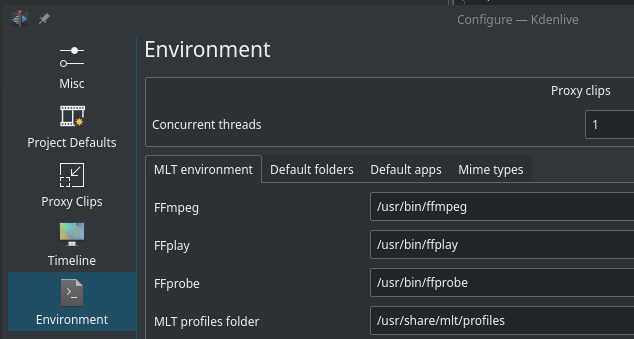 Configure — Kdenlive
Environment
Misc
Project Defaults
Proxy Clips
Timeline
Environment
Proxy clips
Concurrent threads
1
MLT environment Default folders Default apps Mime types
FFmpeg /usr/bin/ffmpeg
FFplay /usr/bin/ffplay
FFprobe /usr/bin/ffprobe
MLT profiles folder /usr/share/mlt/profiles